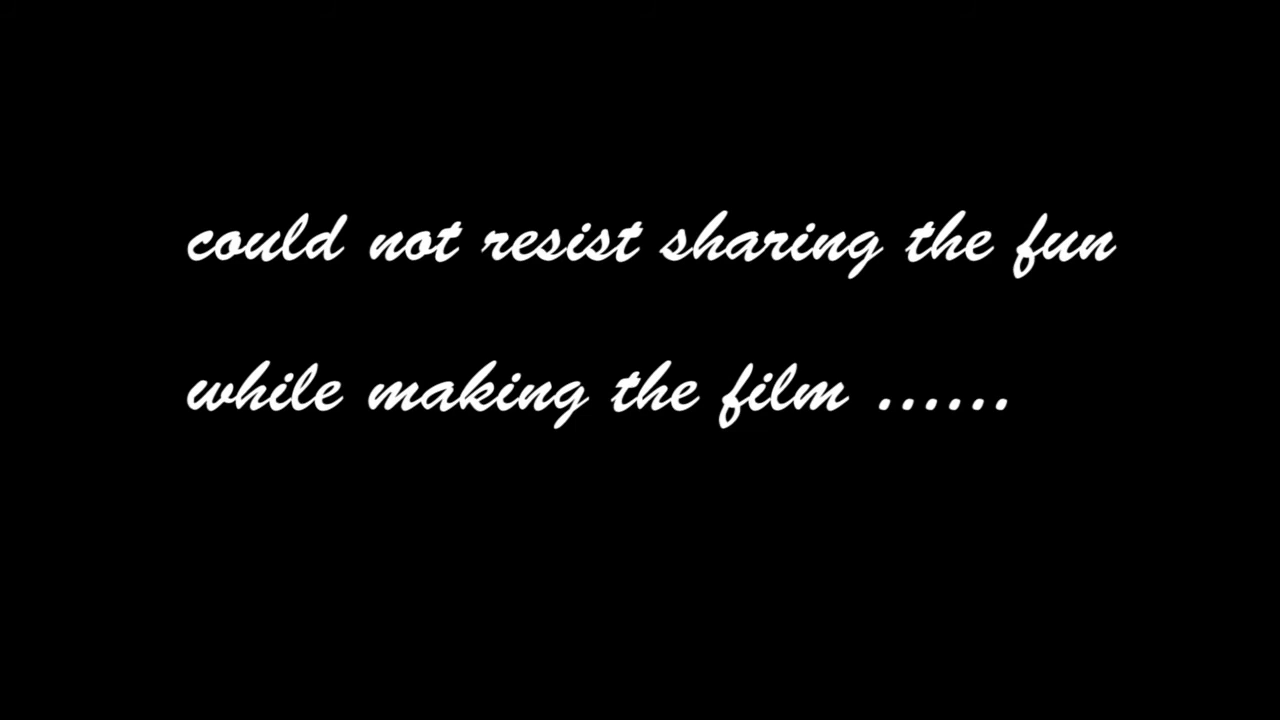 could not resist sharing the fun
while making the film ......